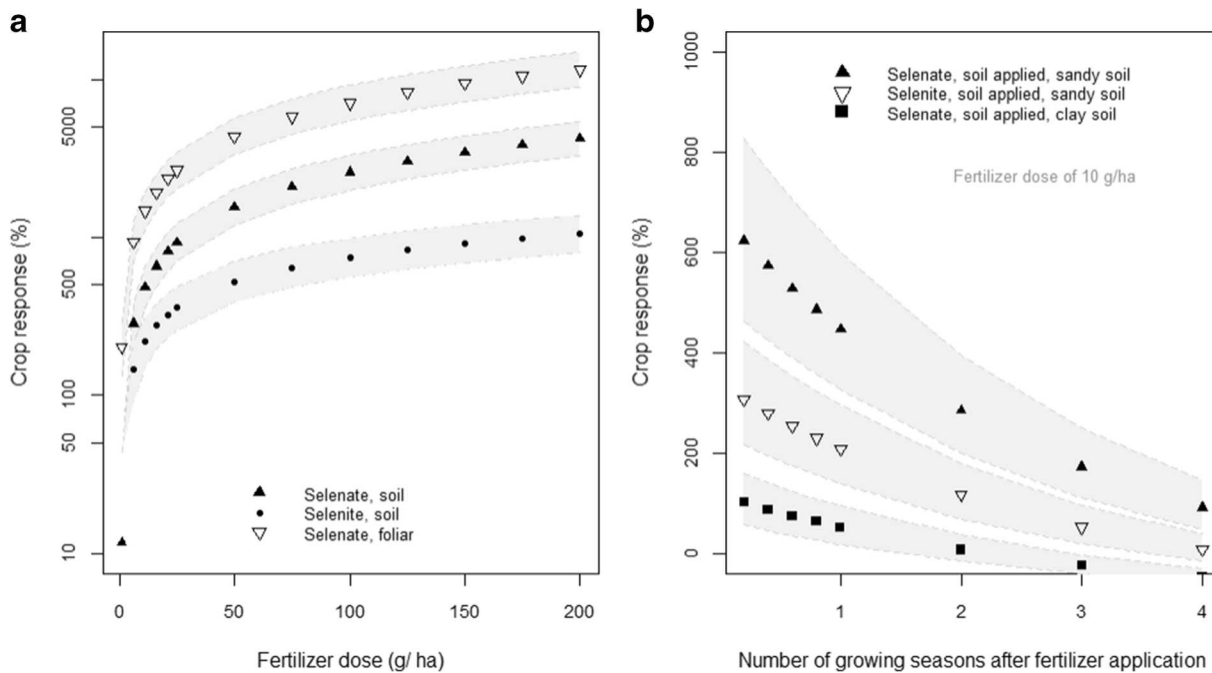 a
Crop response (%)
5000
500
100
50
10
Selenate, soil
Selenite, soil
Selenate, foliar
0 50 100 150 200
Fertilizer dose (g/ ha)
b
Crop response (%)
1000
800
600
400
200
0
Selenate, soil applied, sandy soil
Selenite, soil applied, sandy soil
Selenate, soil applied, clay soil
Fertilizer dose of 10 g/ha
1 2 3 4
Number of growing seasons after fertilizer application